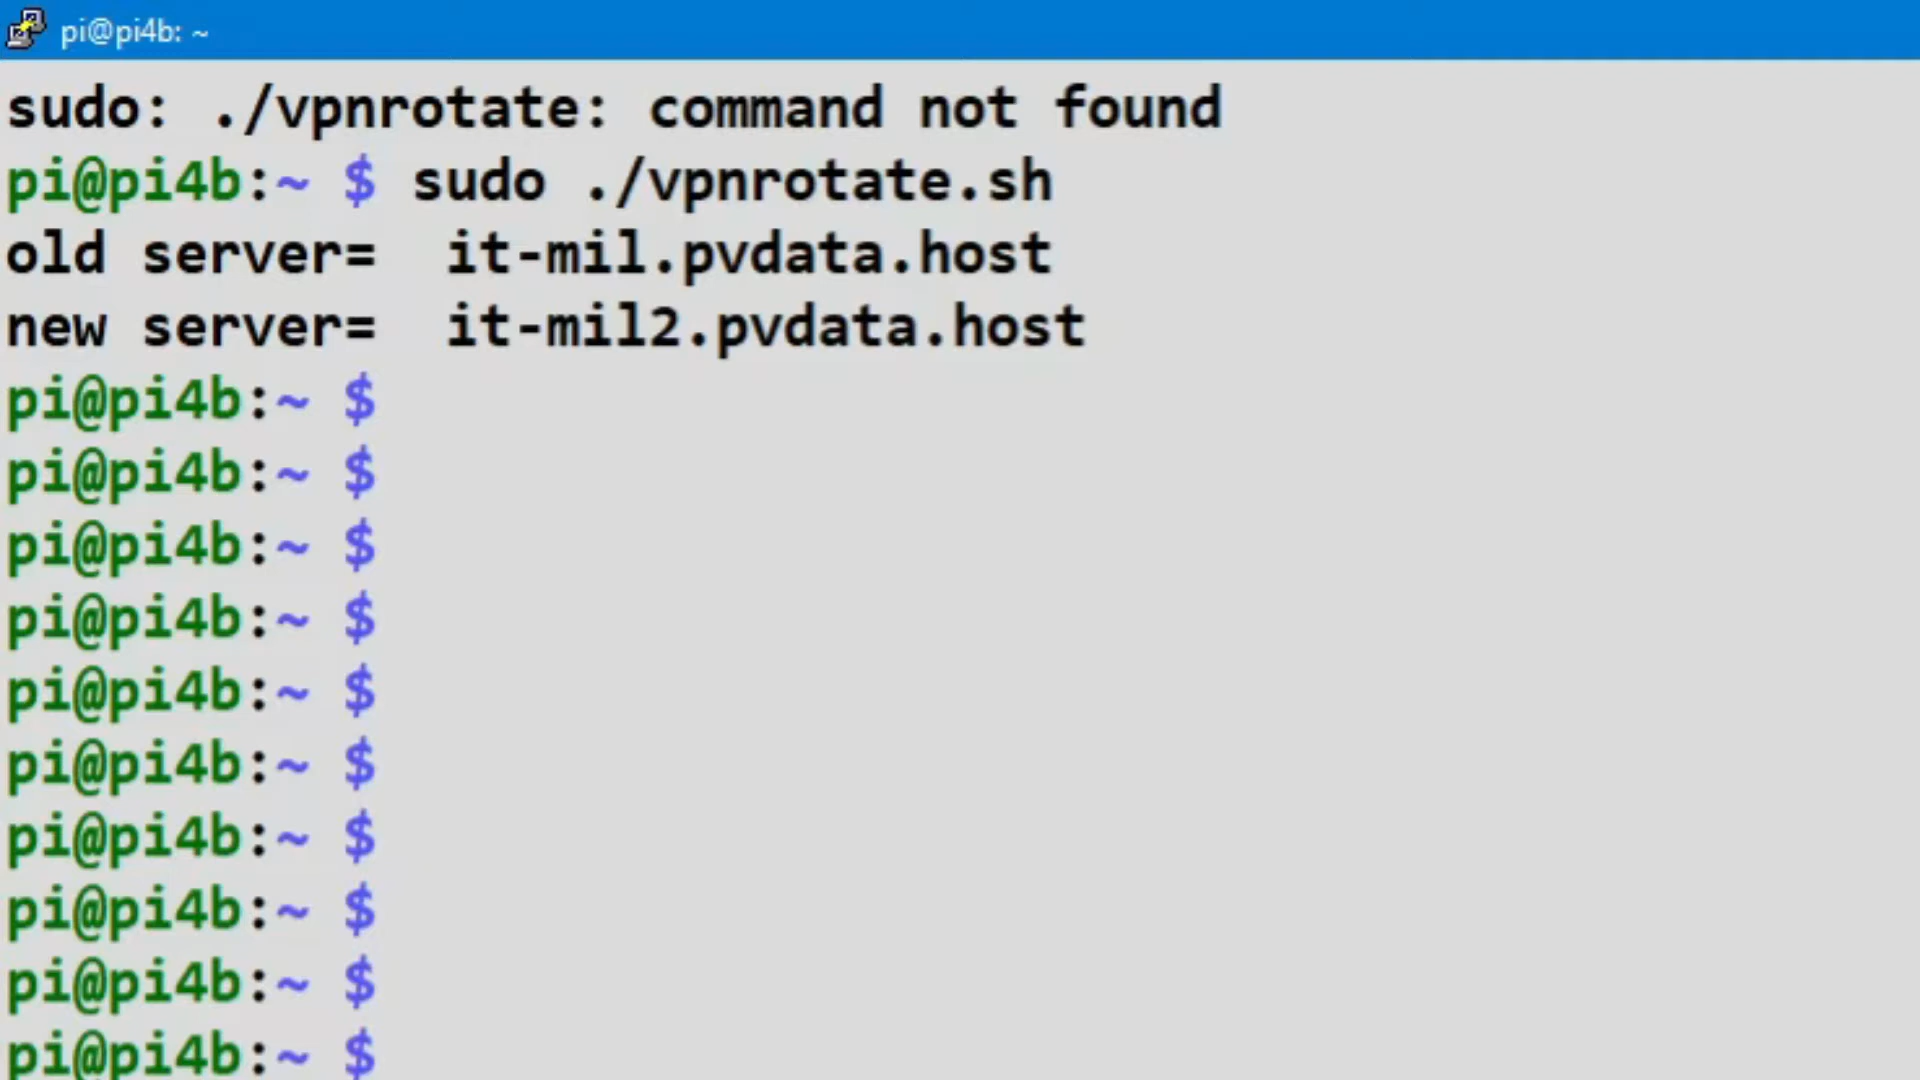 pi@pi4b: ~
sudo: ./vpnrotate: command not found
pi@pi4b:~ $ sudo ./vpnrotate.sh
old server=  it-mil.pvdata.host
new server=  it-mil2.pvdata.host
pi@pi4b:~ $
pi@pi4b:~ $
pi@pi4b:~ $
pi@pi4b:~ $
pi@pi4b:~ $
pi@pi4b:~ $
pi@pi4b:~ $
pi@pi4b:~ $
pi@pi4b:~ $
pi@pi4b:~ $